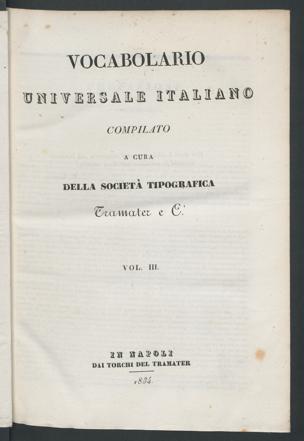 VOCABOLARIO
UNIVERSALE ITALIANO
COMPILATO
A CURA
DELLA SOCIETÀ TIPOGRAFICA
Tramater e C.i
VOL. III.
IN NAPOLI
DAI TORCHI DEL TRAMATER
1834